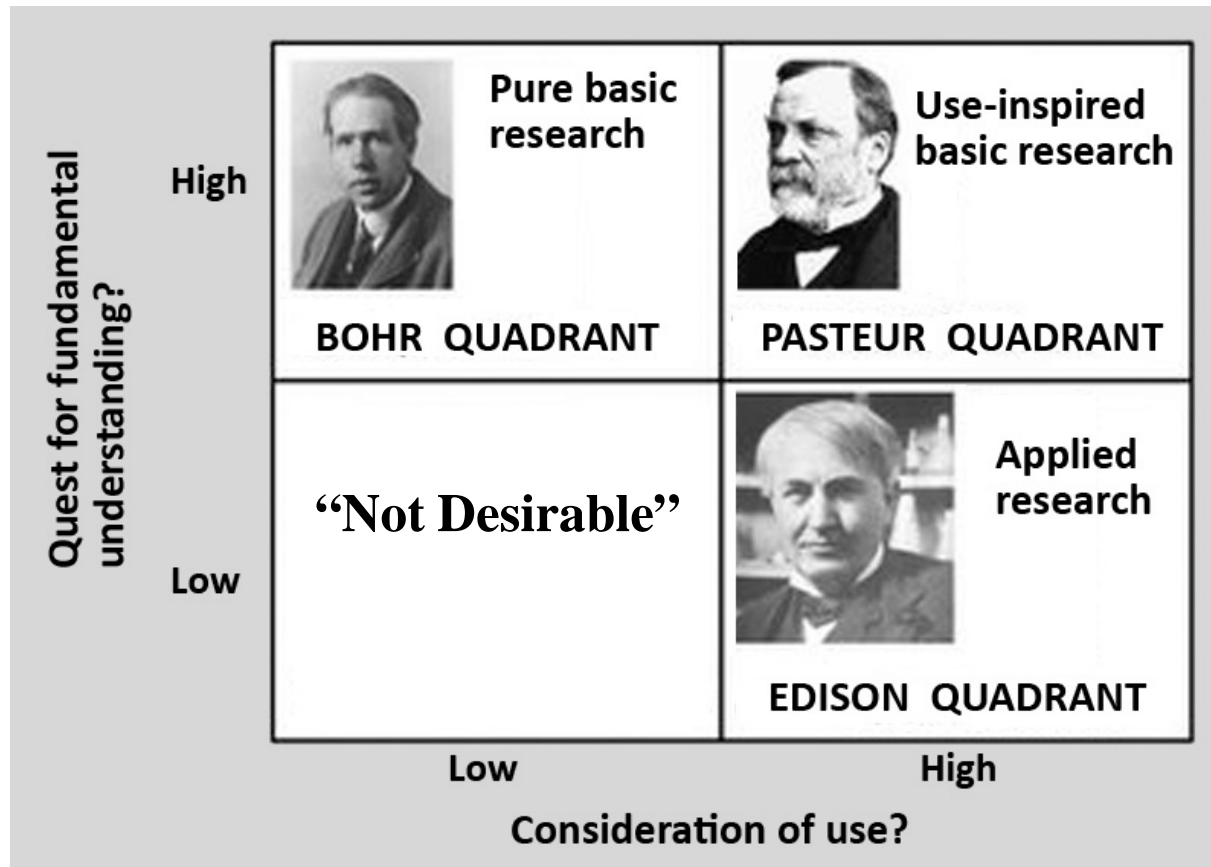 Quest for fundamental
understanding?
High
Low
Pure basic
research
BOHR QUADRANT
Use-inspired
basic research
PASTEUR QUADRANT
“Not Desirable”
Applied
research
EDISON QUADRANT
Low
High
Consideration of use?